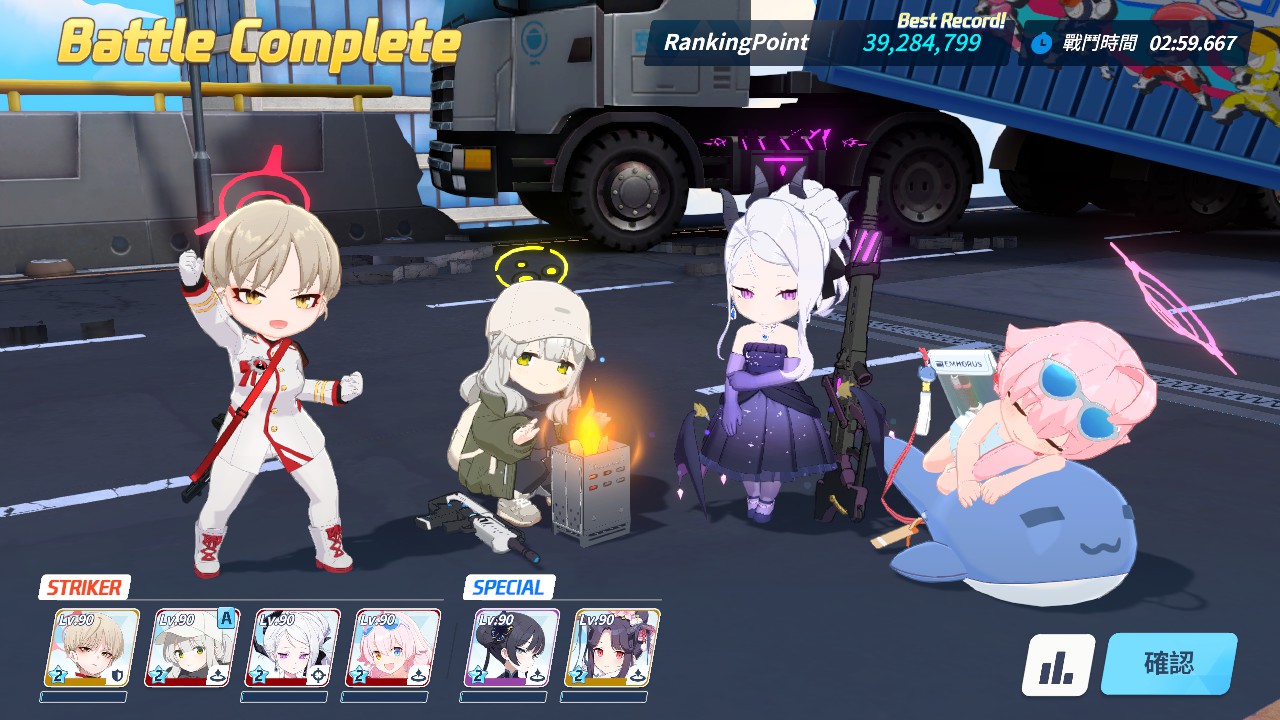 Battle Complete
Best Record!
RankingPoint 39,284,799 戰鬥時間 02:59.667
EMHORUS
STRIKER SPECIAL
Lv.90 Lv.90 A Lv.90 Lv.90 Lv.90 Lv.90
2 2 2 2 2 2
確認